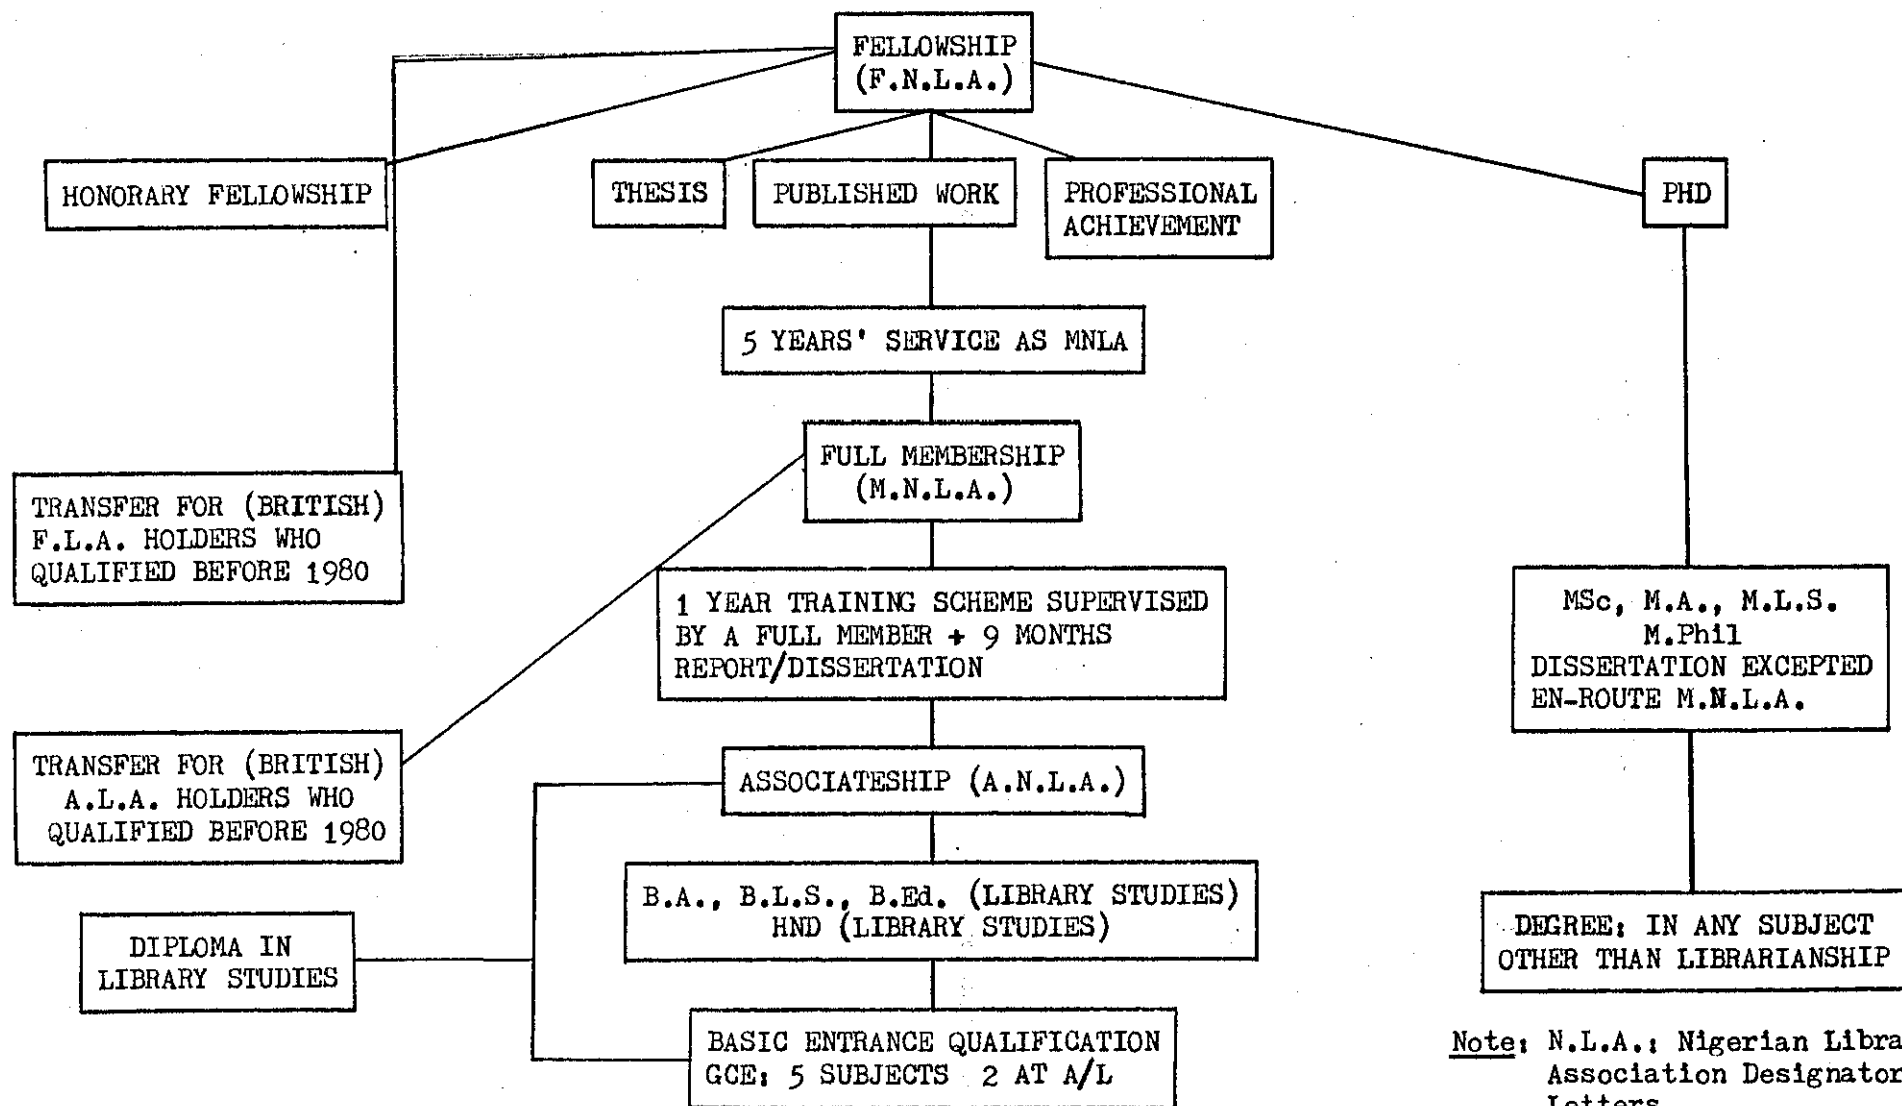 FELLOWSHIP
(F.N.L.A.)
HONORARY FELLOWSHIP
THESIS
PUBLISHED WORK
PROFESSIONAL
ACHIEVEMENT
PHD
5 YEARS' SERVICE AS MNLA
FULL MEMBERSHIP
(M.N.L.A.)
TRANSFER FOR (BRITISH)
F.L.A. HOLDERS WHO
QUALIFIED BEFORE 1980
1 YEAR TRAINING SCHEME SUPERVISED
BY A FULL MEMBER + 9 MONTHS
REPORT/DISSERTATION
MSc, M.A., M.L.S.
M.Phil
DISSERTATION EXCEPTED
EN-ROUTE M.N.L.A.
TRANSFER FOR (BRITISH)
A.L.A. HOLDERS WHO
QUALIFIED BEFORE 1980
ASSOCIATESHIP (A.N.L.A.)
B.A., B.L.S., B.Ed. (LIBRARY STUDIES)
HND (LIBRARY STUDIES)
DIPLOMA IN
LIBRARY STUDIES
DEGREE: IN ANY SUBJECT
OTHER THAN LIBRARIANSHIP
BASIC ENTRANCE QUALIFICATION
GCE: 5 SUBJECTS 2 AT A/L
Note: N.L.A.: Nigerian Libra
Association Designator
Letters